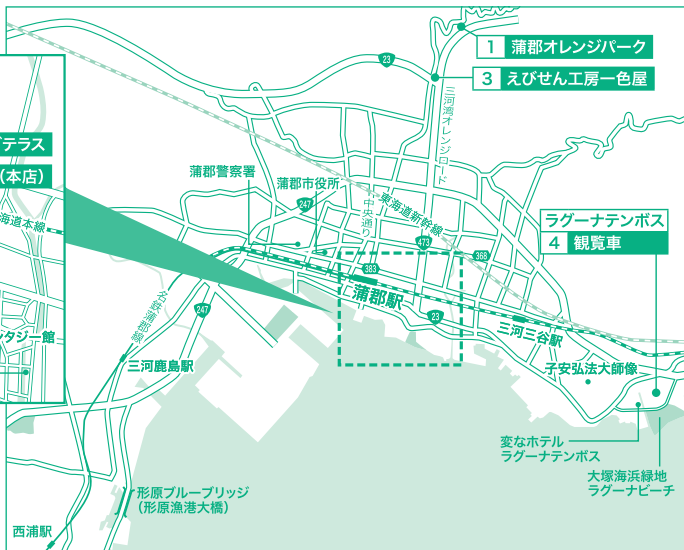 1 蒲郡オレンジパーク
23
3 えびせん工房一色屋
三河湾オレンジロード
テラス
(本店)
蒲郡警察署
蒲郡市役所
247
中央通り
東海道新幹線
ラグーナテンボス
4 観覧車
海道本線
473
368
383
蒲郡駅
名鉄蒲郡線
247
23
三河三谷駅
ンタジー館
三河鹿島駅
子安弘法大師像
変なホテル
ラグーナテンボス
大塚海浜緑地
ラグーナビーチ
形原ブルーブリッジ
(形原漁港大橋)
西浦駅